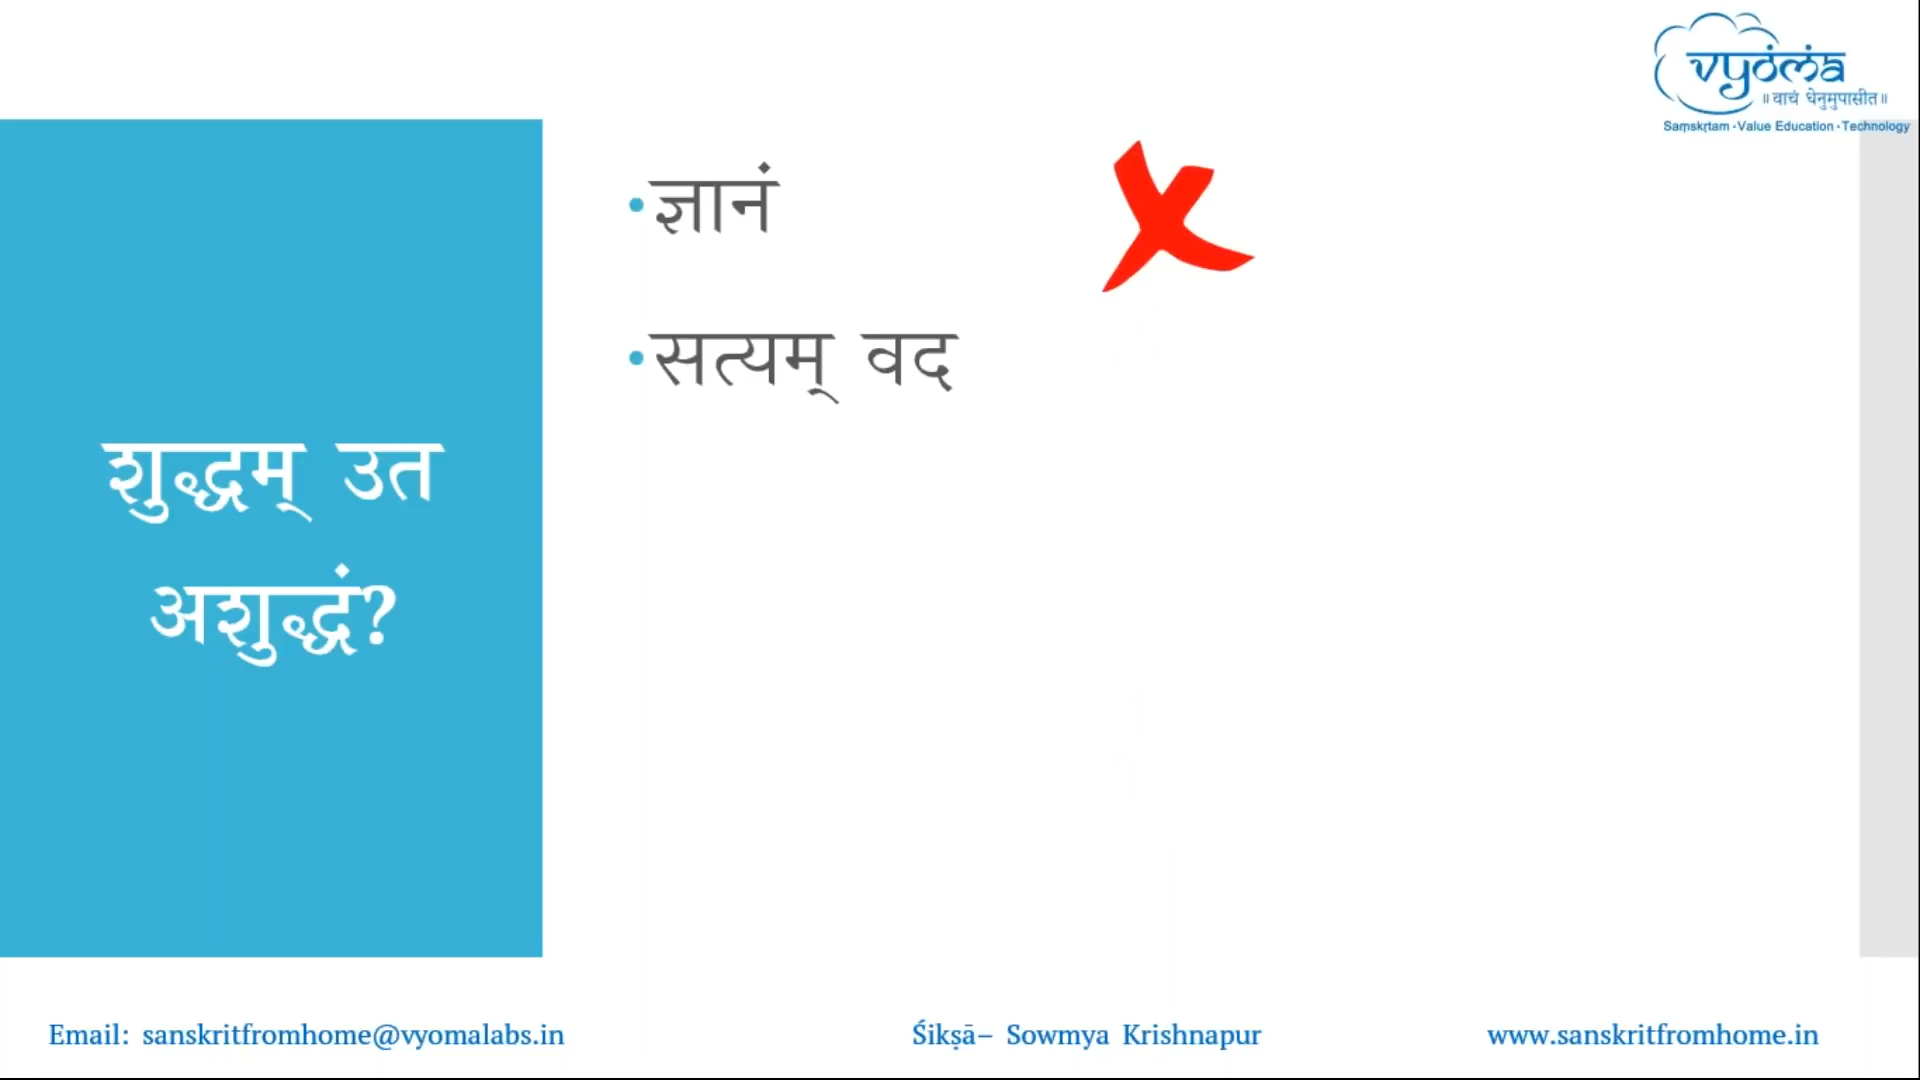 vyoma
॥वाचं धेनुमुपासीत॥
Saṃskṛtam - Value Education - Technology
शुद्धम् उत
अशुद्धं?
•ज्ञानं
•सत्यम् वद
Email: sanskritfromhome@vyomalabs.in
Śikṣā– Sowmya Krishnapur
www.sanskritfromhome.in